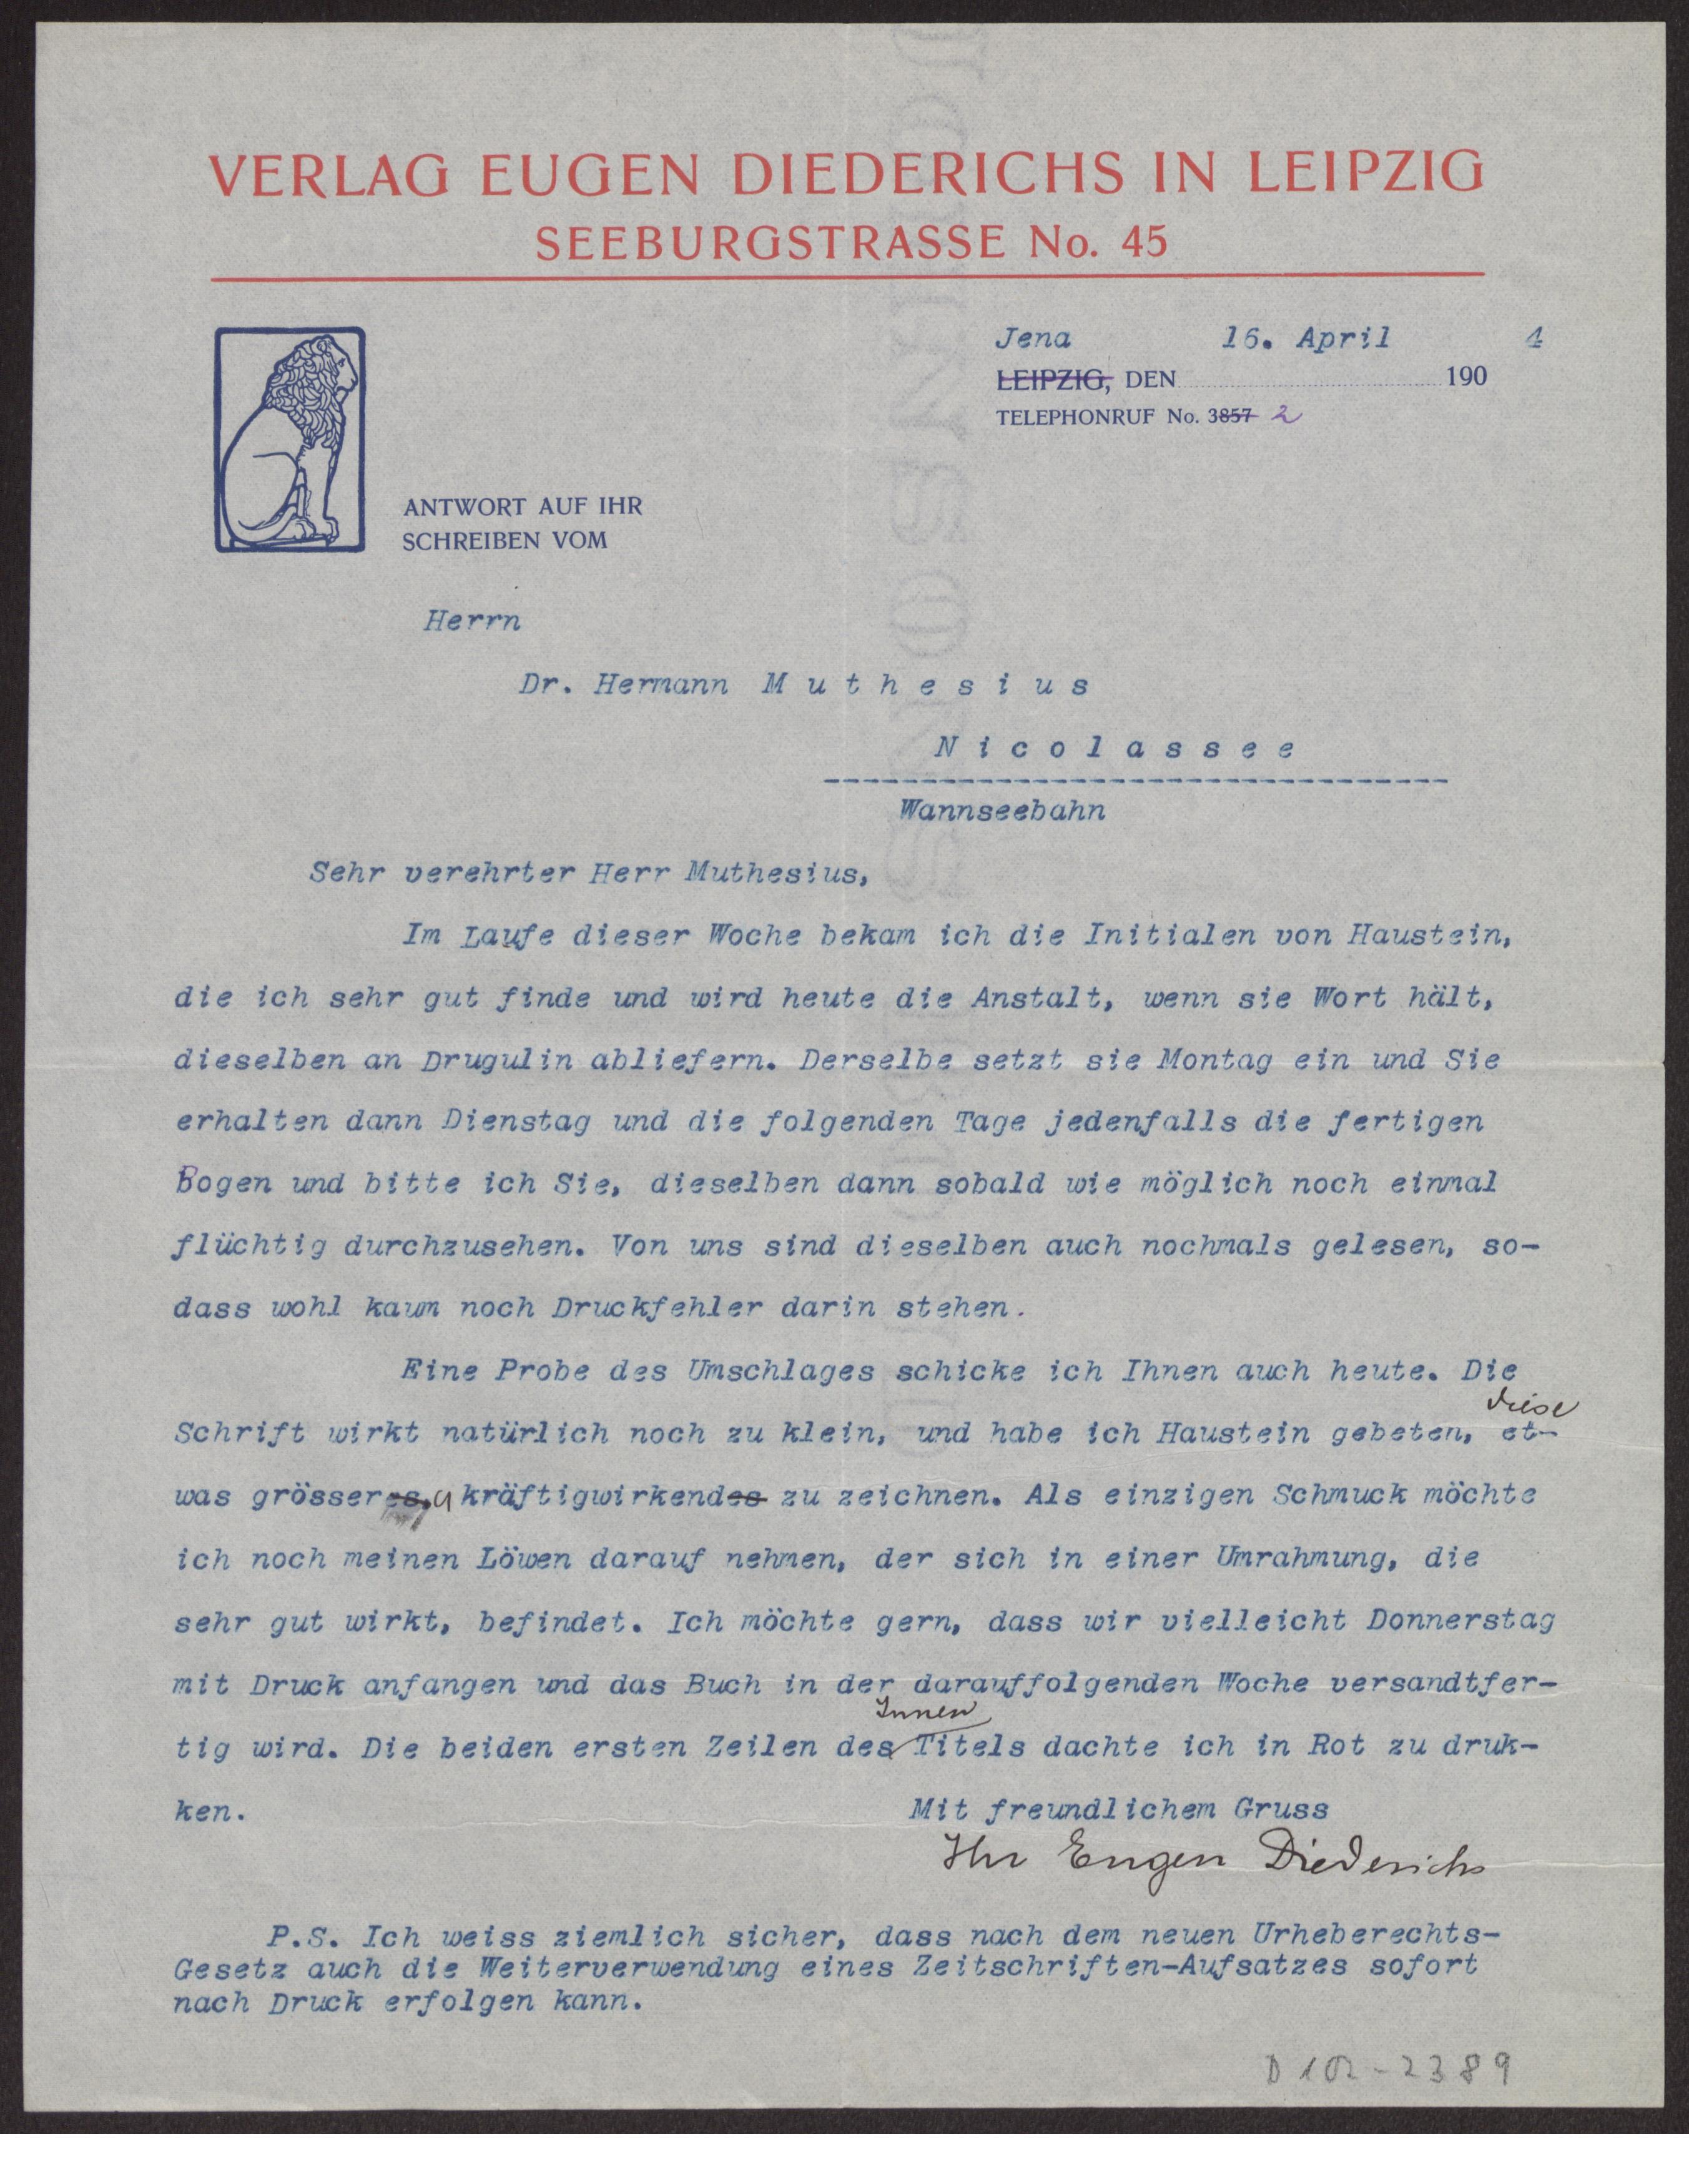 VERLAG EUGEN DIEDERICHS IN LEIPZIG
SEEBURGSTRASSE No. 45
Jena 16. April 4
LEIPZIG, DEN 190
TELEPHONRUF No. 3857 2
ANTWORT AUF IHR
SCHREIBEN VOM
Herrn
Dr. Hermann M u t h e s i u s
N i c o l a s s e e
Wannseebahn
Sehr verehrter Herr Muthesius,
Im Laufe dieser Woche bekam ich die Initialen von Haustein,
die ich sehr gut finde und wird heute die Anstalt, wenn sie Wort hält,
dieselben an Drugulin abliefern. Derselbe setzt sie Montag ein und Sie
erhalten dann Dienstag und die folgenden Tage jedenfalls die fertigen
Bogen und bitte ich Sie, dieselben dann sobald wie möglich noch einmal
flüchtig durchzusehen. Von uns sind dieselben auch nochmals gelesen, so-
dass wohl kaum noch Druckfehler darin stehen.
Eine Probe des Umschlages schicke ich Ihnen auch heute. Die
diese
Schrift wirkt natürlich noch zu klein, und habe ich Haustein gebeten, et-
was grösseres, kräftigwirkendes zu zeichnen. Als einzigen Schmuck möchte
ich noch meinen Löwen darauf nehmen, der sich in einer Umrahmung, die
sehr gut wirkt, befindet. Ich möchte gern, dass wir vielleicht Donnerstag
mit Druck anfangen und das Buch in der darauffolgenden Woche versandtfer-
Innen
tig wird. Die beiden ersten Zeilen des Titels dachte ich in Rot zu druk-
ken. Mit freundlichem Gruss
Ihr Eugen Diederichs
P.S. Ich weiss ziemlich sicher, dass nach dem neuen Urheberechts-
Gesetz auch die Weiterverwendung eines Zeitschriften-Aufsatzes sofort
nach Druck erfolgen kann.
D 102-2389